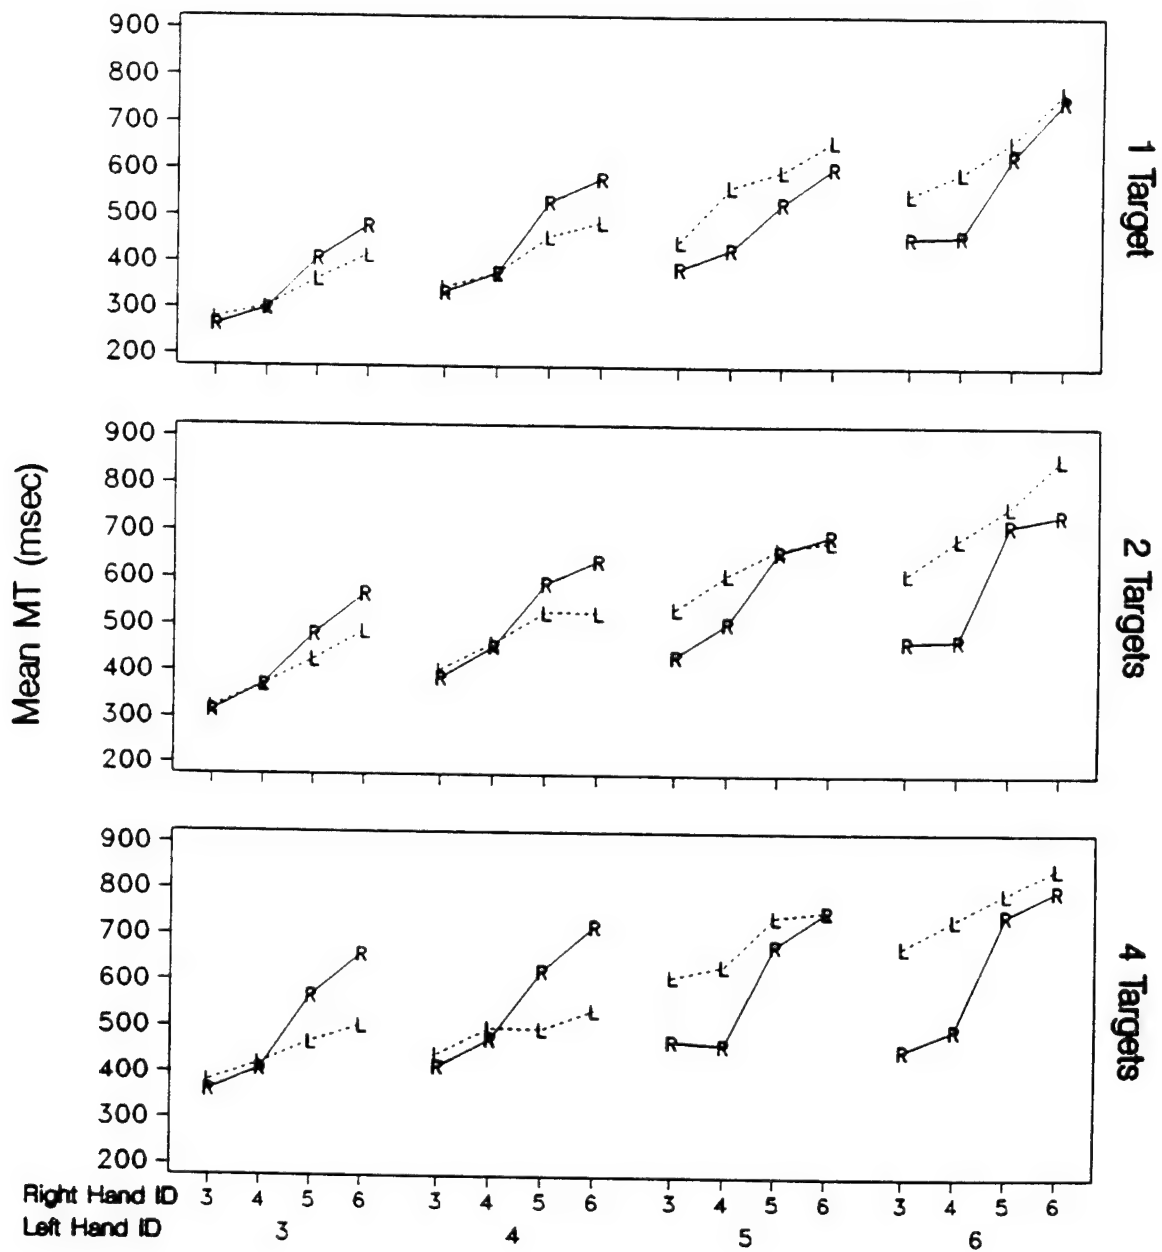 900
800
700
600
500
400
300
200
1 Target
900
800
700
600
500
400
300
200
2 Targets
Mean MT (msec)
900
800
700
600
500
400
300
200
4 Targets
Right Hand ID 3 4 5 6 3 4 5 6 3 4 5 6 3 4 5 6
Left Hand ID 3 4 5 6
R R R R L L L L
R R R R L L L L
R R R R L L L L
R R R R L L L L
R R R R L L L L
R R R R L L L L
R R R R L L L L
R R R R L L L L
R R R R L L L L
R R R R L L L L
R R R R L L L L
R R R R L L L L